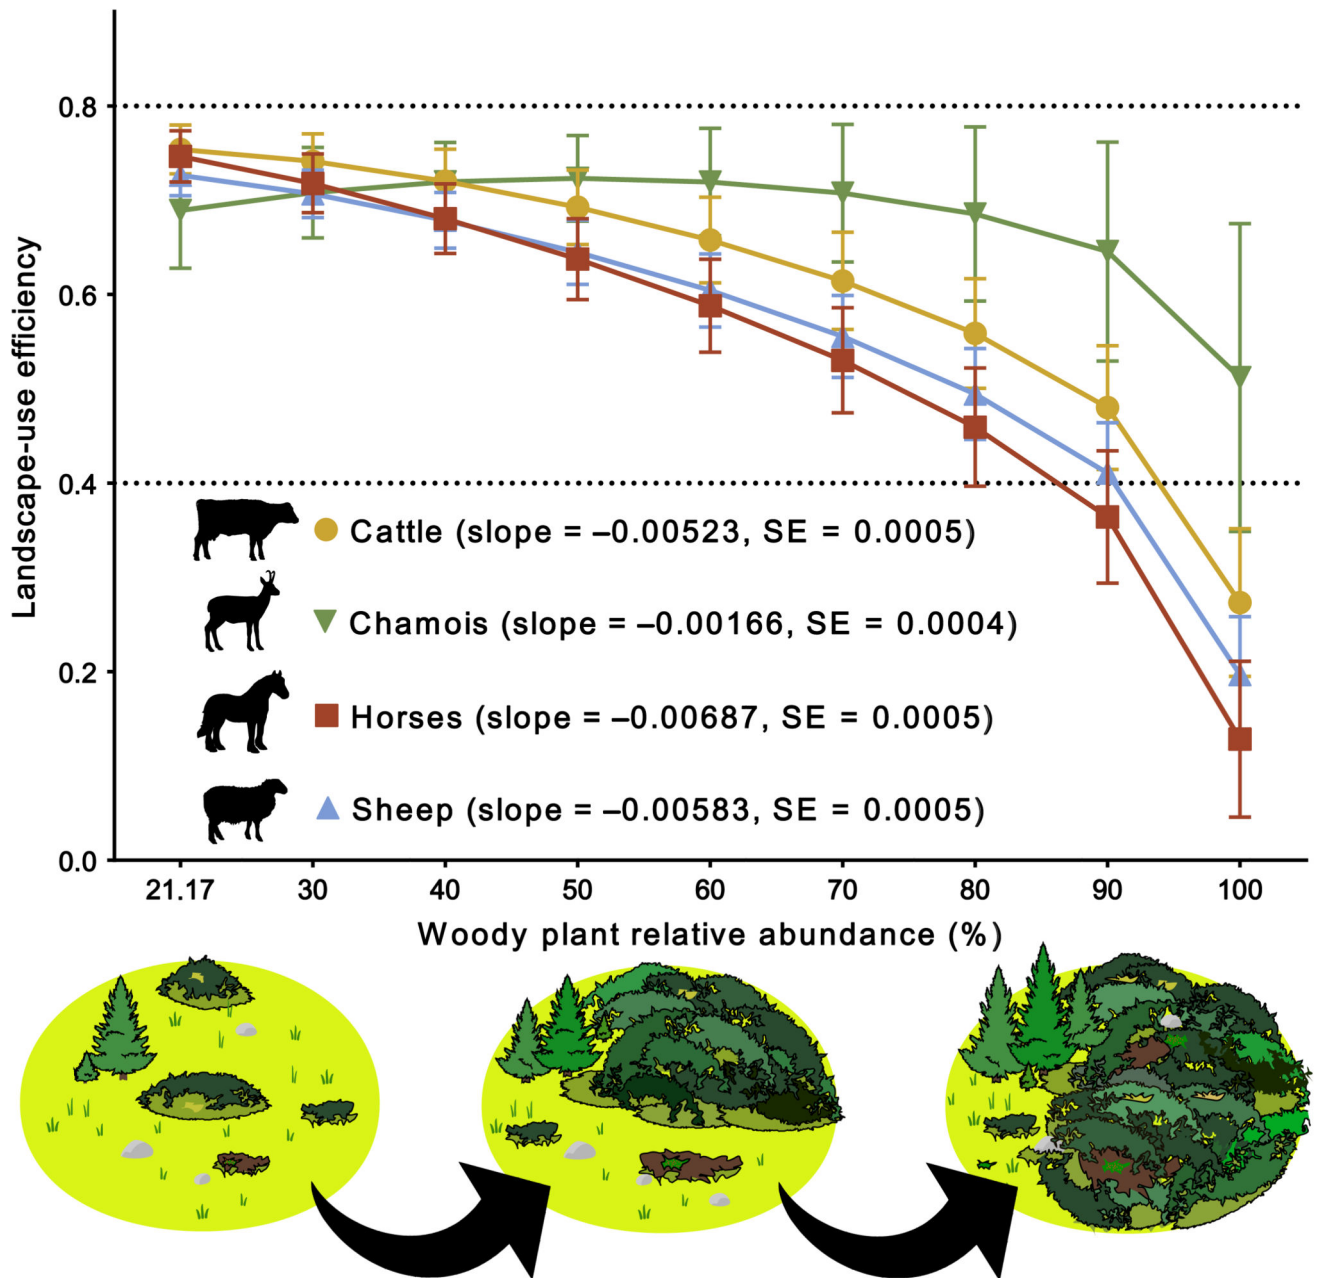 0.8
0.6
0.4
0.2
0.0
Landscape-use efficiency
Cattle (slope = –0.00523, SE = 0.0005)
Chamois (slope = –0.00166, SE = 0.0004)
Horses (slope = –0.00687, SE = 0.0005)
Sheep (slope = –0.00583, SE = 0.0005)
21.17 30 40 50 60 70 80 90 100
Woody plant relative abundance (%)